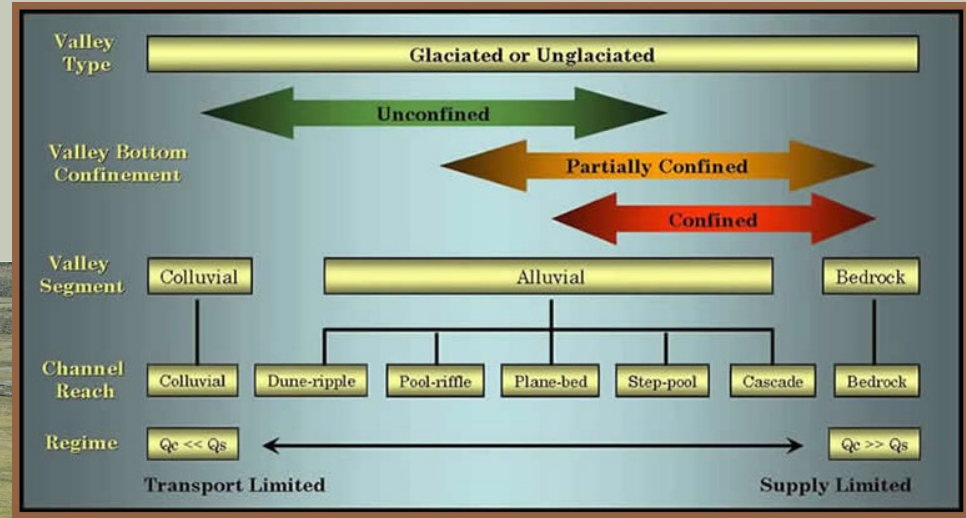 Valley
Type
Glaciated or Unglaciated
Unconfined
Valley Bottom
Confinement
Partially Confined
Confined
Valley
Segment
Colluvial
Alluvial
Bedrock
Channel
Reach
Colluvial
Dune-ripple
Pool-riffle
Plane-bed
Step-pool
Cascade
Bedrock
Regime
Qc << Qs
Qc >> Qs
Transport Limited
Supply Limited